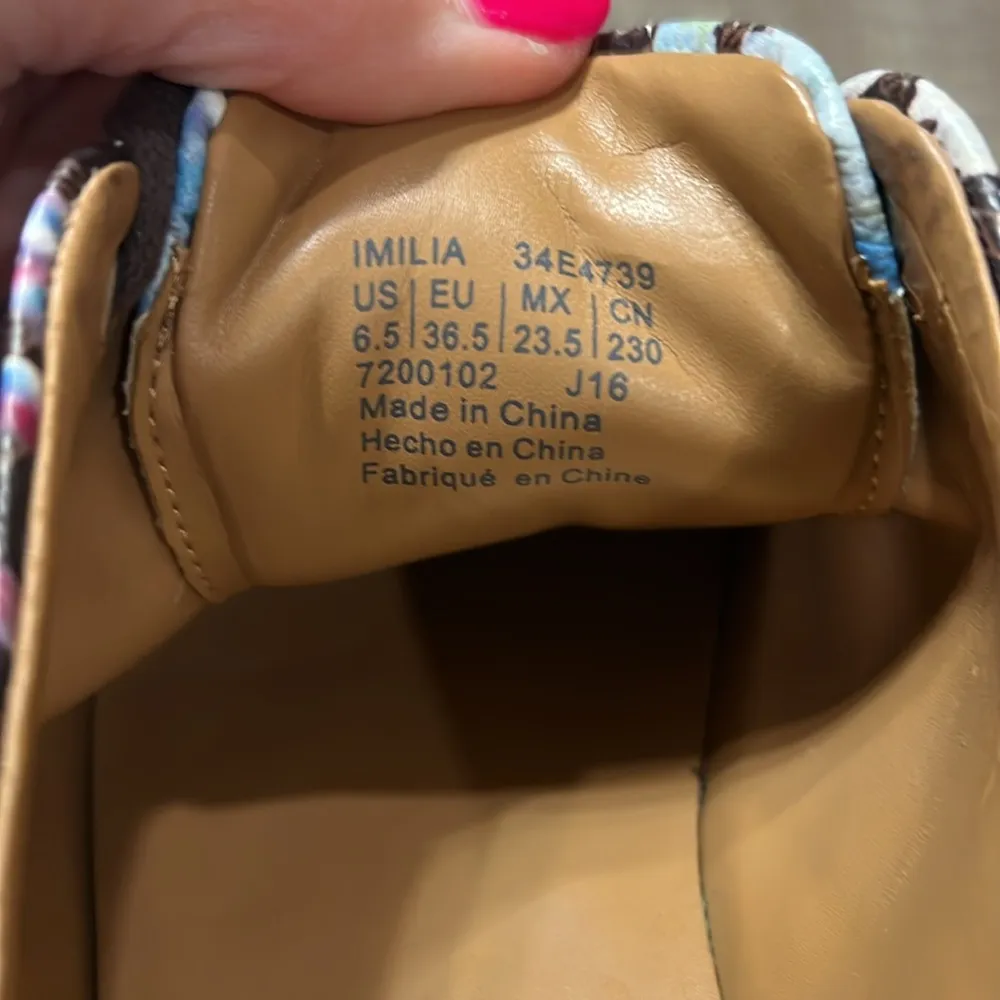 IMILIA 34E4739
US | EU | MX | CN
6.5 | 36.5 | 23.5 | 230
7200102 J16
Made in China
Hecho en China
Fabriqué en Chine